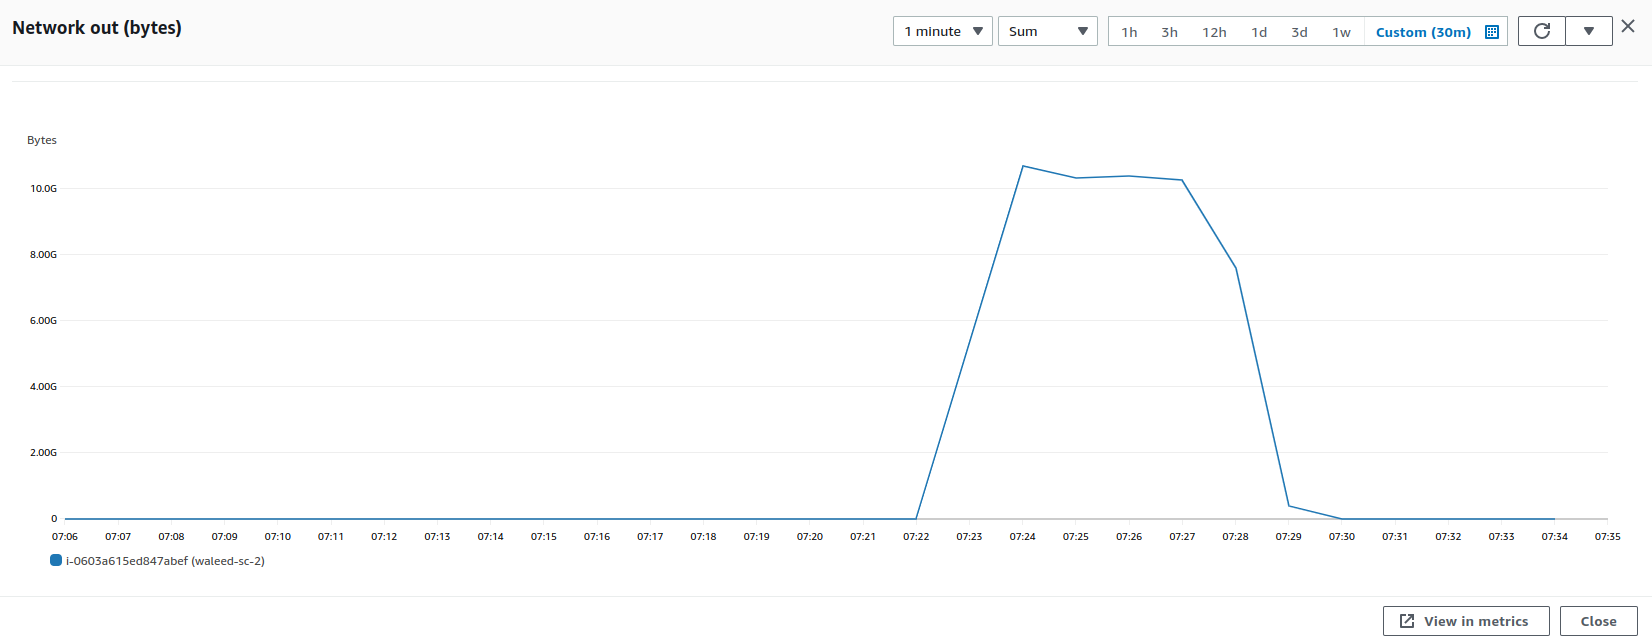 Network out (bytes)
1 minute
Sum
1h 3h 12h 1d 3d 1w Custom (30m)
Bytes
10.0G
8.00G
6.00G
4.00G
2.00G
0
07:06 07:07 07:08 07:09 07:10 07:11 07:12 07:13 07:14 07:15 07:16 07:17 07:18 07:19 07:20 07:21 07:22 07:23 07:24 07:25 07:26 07:27 07:28 07:29 07:30 07:31 07:32 07:33 07:34 07:35
i-0603a615ed847abef (waleed-sc-2)
View in metrics
Close